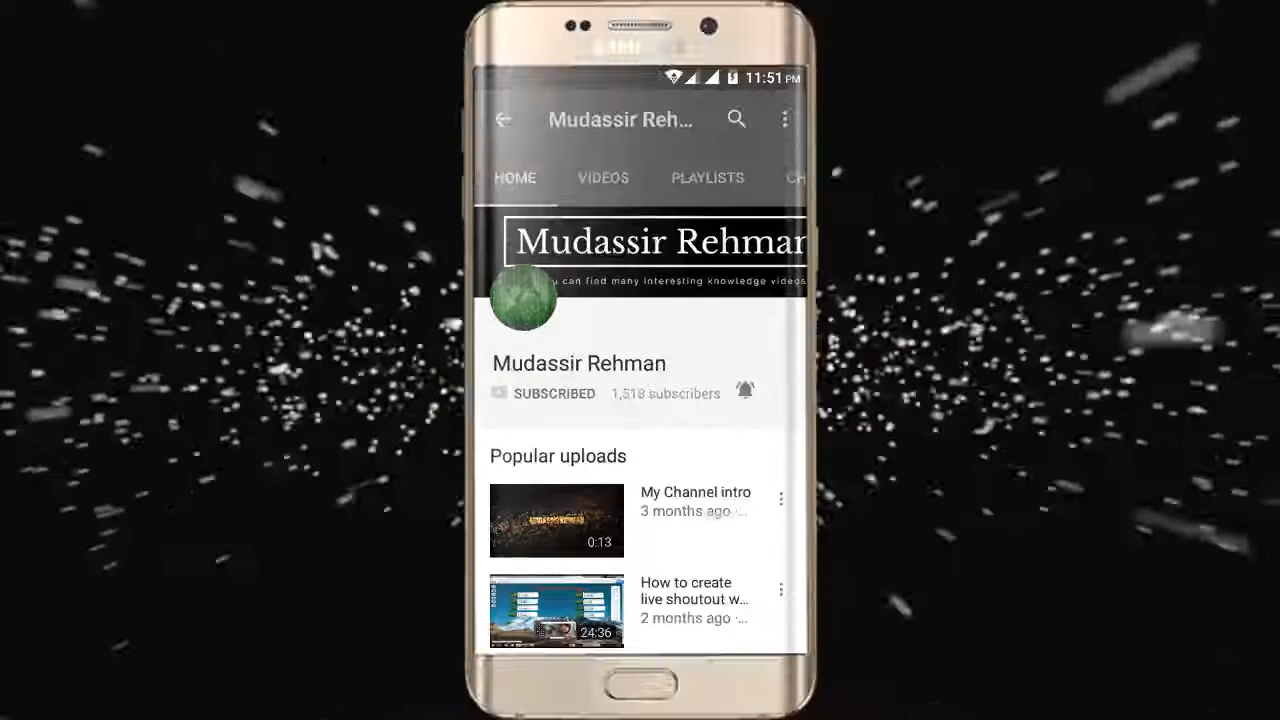 11:51 PM
Mudassir Reh...
HOME VIDEOS PLAYLISTS CH
Mudassir Rehman
u can find many interesting knowledge videos
Mudassir Rehman
SUBSCRIBED 1,518 subscribers
Popular uploads
My Channel intro
3 months ago ·...
0:13
How to create
live shoutout w...
2 months ago ·...
24:36